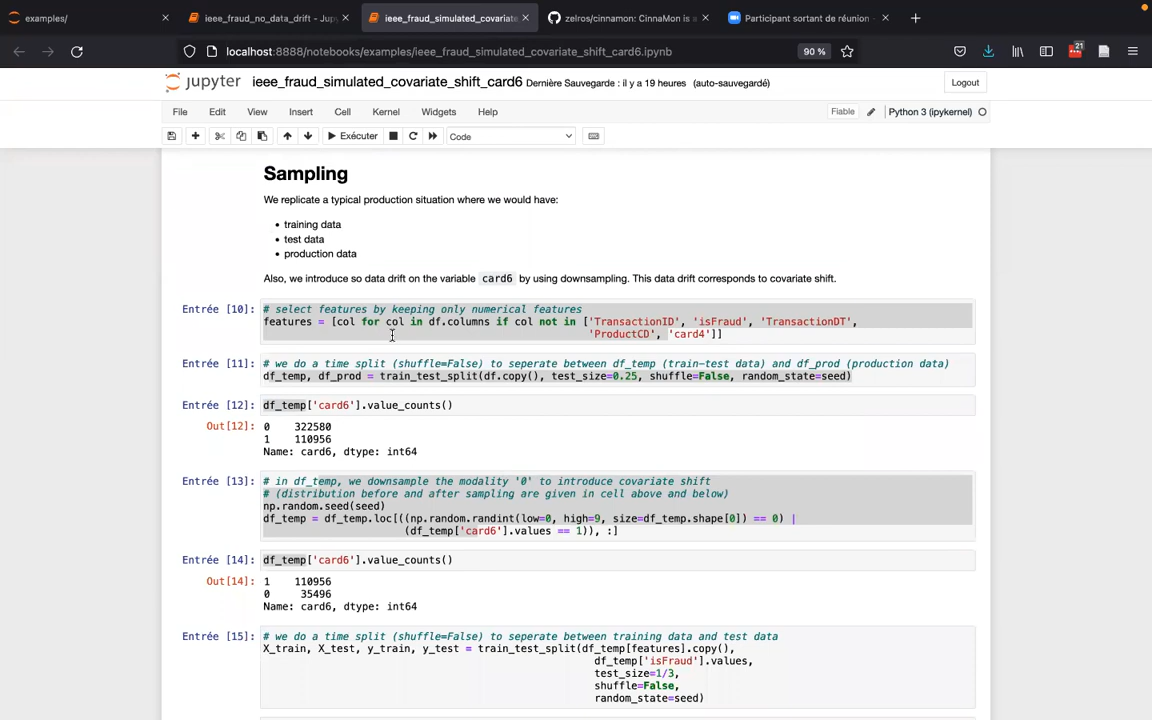 examples/
ieee_fraud_no_data_drift - Jup
ieee_fraud_simulated_covariate
zelros/cinnamon: CinnaMon is a
Participant sortant de réunion -
localhost:8888/notebooks/examples/ieee_fraud_simulated_covariate_shift_card6.ipynb
90 %
21
jupyter ieee_fraud_simulated_covariate_shift_card6 Dernière Sauvegarde : il y a 19 heures (auto-sauvegardé)
Logout
File Edit View Insert Cell Kernel Widgets Help
Fiable
Python 3 (ipykernel)
Exécuter
Code
Sampling
We replicate a typical production situation where we would have:
• training data
• test data
• production data
Also, we introduce so data drift on the variable card6 by using downsampling. This data drift corresponds to covariate shift.
Entrée [10]: # select features by keeping only numerical features
features = [col for col in df.columns if col not in ['TransactionID', 'isFraud', 'TransactionDT',
'ProductCD', 'card4']]
Entrée [11]: # we do a time split (shuffle=False) to seperate between df_temp (train-test data) and df_prod (production data)
df_temp, df_prod = train_test_split(df.copy(), test_size=0.25, shuffle=False, random_state=seed)
Entrée [12]: df_temp['card6'].value_counts()
Out[12]: 0 322580
1 110956
Name: card6, dtype: int64
Entrée [13]: # in df_temp, we downsample the modality '0' to introduce covariate shift
# (distribution before and after sampling are given in cell above and below)
np.random.seed(seed)
df_temp = df_temp.loc[((np.random.randint(low=0, high=9, size=df_temp.shape[0]) == 0) |
(df_temp['card6'].values == 1)), :]
Entrée [14]: df_temp['card6'].value_counts()
Out[14]: 1 110956
0 35496
Name: card6, dtype: int64
Entrée [15]: # we do a time split (shuffle=False) to seperate between training data and test data
X_train, X_test, y_train, y_test = train_test_split(df_temp[features].copy(),
df_temp['isFraud'].values,
test_size=1/3,
shuffle=False,
random_state=seed)